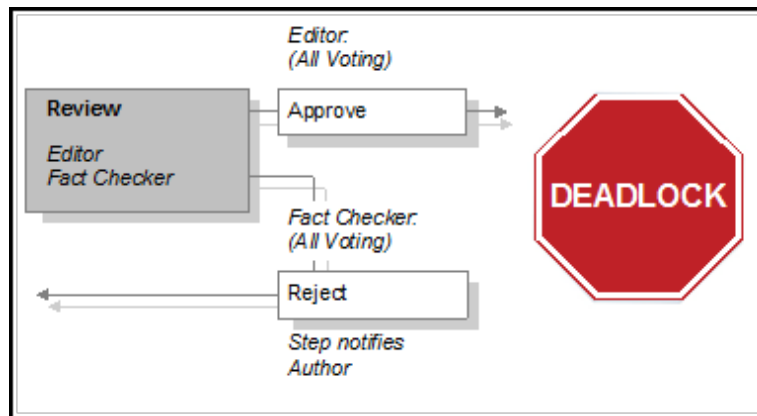 Editor:
(All Voting)
Review
Approve
Editor
Fact Checker
DEADLOCK
Fact Checker:
(All Voting)
Reject
Step notifies
Author